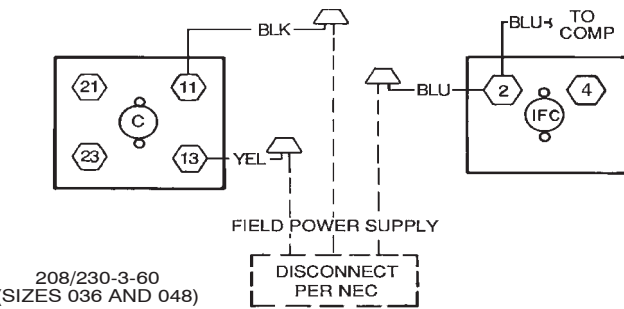 BLK
BLU
TO
COMP
21
11
C
23
13
YEL
BLU
2
4
IFC
FIELD POWER SUPPLY
DISCONNECT
PER NEC
208/230-3-60
(SIZES 036 AND 048)